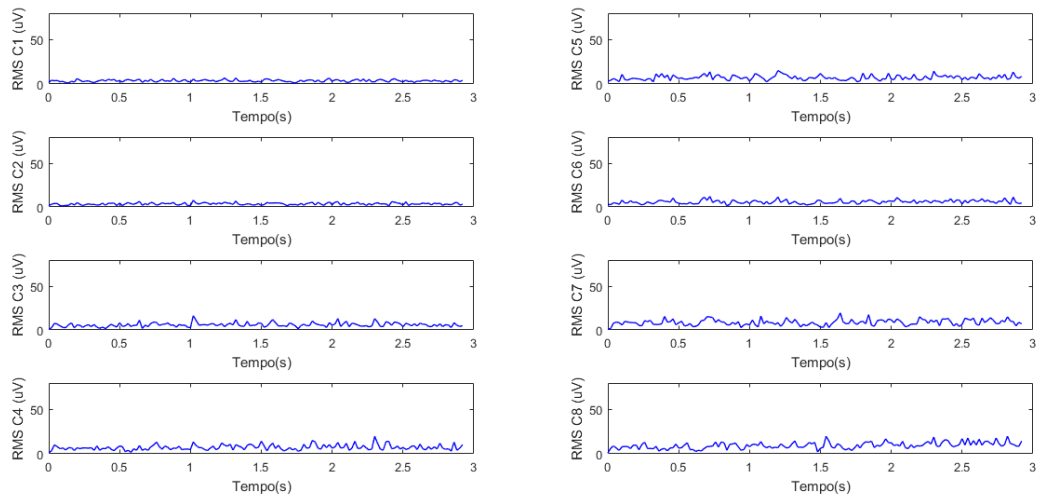 RMS C1 (uV)
50
0
0 0.5 1 1.5 2 2.5 3
Tempo(s)
RMS C2 (uV)
50
0
0 0.5 1 1.5 2 2.5 3
Tempo(s)
RMS C3 (uV)
50
0
0 0.5 1 1.5 2 2.5 3
Tempo(s)
RMS C4 (uV)
50
0
0 0.5 1 1.5 2 2.5 3
Tempo(s)
RMS C5 (uV)
50
0
0 0.5 1 1.5 2 2.5 3
Tempo(s)
RMS C6 (uV)
50
0
0 0.5 1 1.5 2 2.5 3
Tempo(s)
RMS C7 (uV)
50
0
0 0.5 1 1.5 2 2.5 3
Tempo(s)
RMS C8 (uV)
50
0
0 0.5 1 1.5 2 2.5 3
Tempo(s)